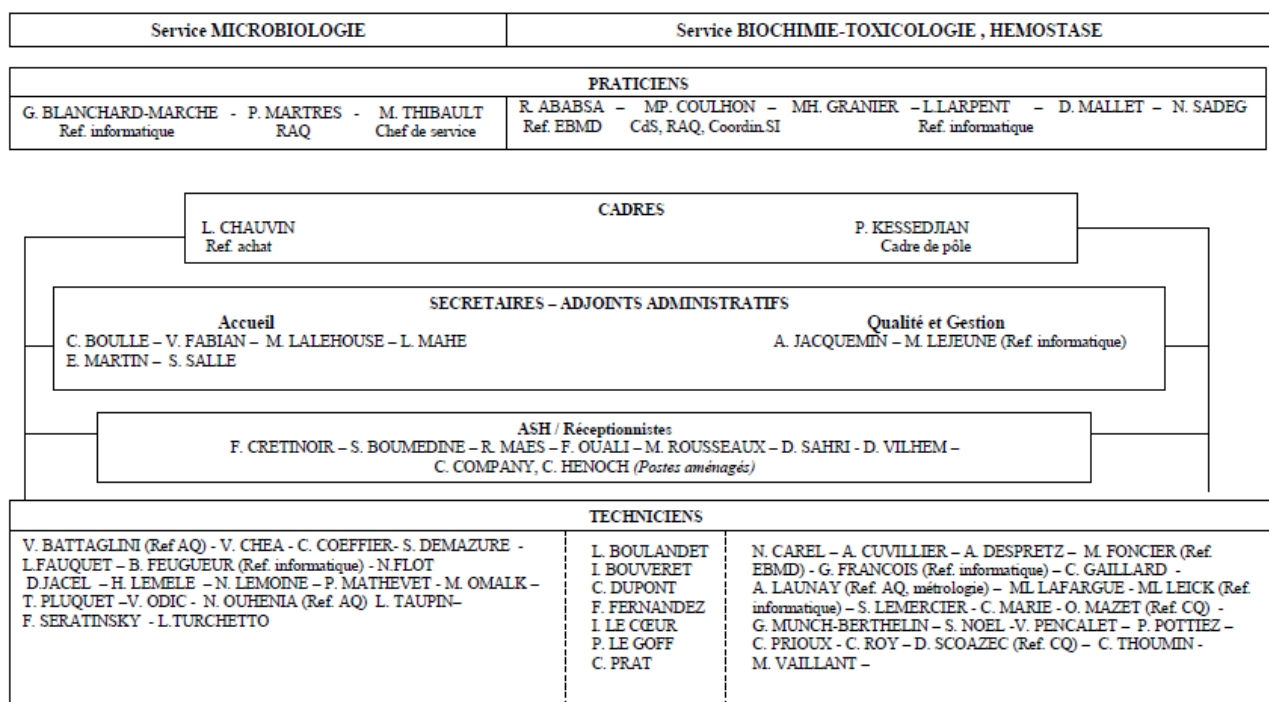 Service MICROBIOLOGIE
Service BIOCHIMIE-TOXICOLOGIE , HEMOSTASE
PRATICIENS
G. BLANCHARD-MARCHE - P. MARTRES - M. THIBAULT
Ref. informatique RAQ Chef de service
R. ABABSA – MP. COULHON – MH. GRANIER – L.LARPENT – D. MALLET – N. SADEG
Ref. EBMD CdS, RAQ, Coordin.SI Ref. informatique
CADRES
L. CHAUVIN
Ref. achat
P. KESSEDJIAN
Cadre de pôle
SECRETAIRES – ADJOINTS ADMINISTRATIFS
Accueil
C. BOULLE – V. FABIAN – M. LALEHOUSE – L. MAHE
E. MARTIN – S. SALLE
Qualité et Gestion
A. JACQUEMIN – M. LEJEUNE (Ref. informatique)
ASH / Réceptionnistes
F. CRETINOIR – S. BOUMEDINE – R. MAES – F. OUALI – M. ROUSSEAUX – D. SAHRI - D. VILHEM –
C. COMPANY, C. HENOCH (Postes aménagés)
TECHNICIENS
V. BATTAGLINI (Ref AQ) - V. CHEA - C. COEFFIER- S. DEMAZURE -
L.FAUQUET – B. FEUGUEUR (Ref. informatique) - N.FLOT
D.JACEL – H. LEMELE – N. LEMOINE – P. MATHEVET - M. OMALK –
T. PLUQUET –V. ODIC - N. OUHENIA (Ref. AQ) L. TAUPIN–
F. SERATINSKY - L.TURCHETTO
L. BOULANDET
I. BOUVERET
C. DUPONT
F. FERNANDEZ
I. LE CŒUR
P. LE GOFF
C. PRAT
N. CAREL – A. CUVILLIER – A. DESPRETZ – M. FONCIER (Ref.
EBMD) - G. FRANCOIS (Ref. informatique) – C. GAILLARD -
A. LAUNAY (Ref. AQ, métrologie) – ML LAFARGUE - ML LEICK (Ref.
informatique) – S. LEMERCIER - C. MARIE - O. MAZET (Ref. CQ) -
G. MUNCH-BERTHELIN – S. NOEL -V. PENCALET – P. POTTIEZ –
C. PRIOUX - C. ROY – D. SCOAZEC (Ref. CQ) – C. THOUMIN -
M. VAILLANT –